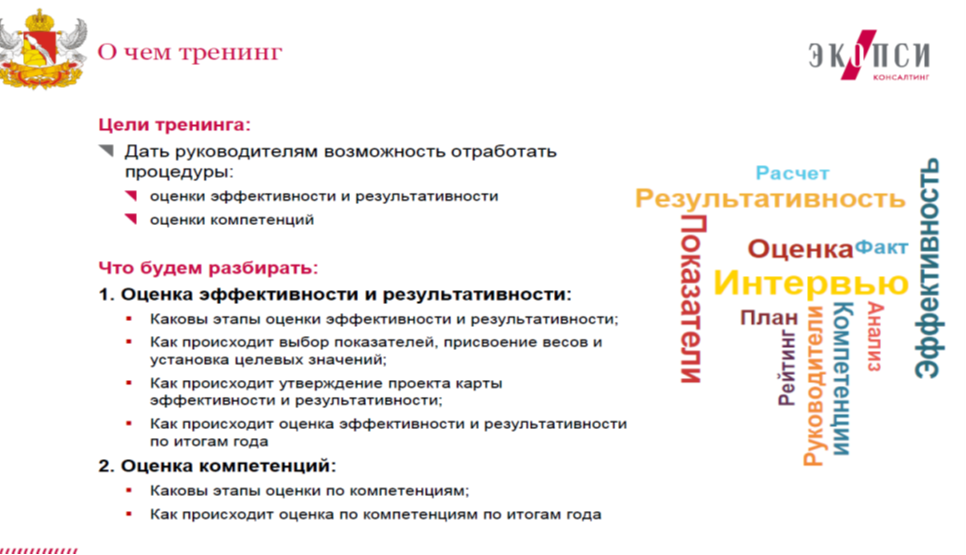 О чем тренинг
ЭКОПСИ
КОНСАЛТИНГ
Цели тренинга:
Дать руководителям возможность отработать
процедуры:
оценки эффективности и результативности
оценки компетенций
Что будем разбирать:
1. Оценка эффективности и результативности:
Каковы этапы оценки эффективности и результативности;
Как происходит выбор показателей, присвоение весов и
установка целевых значений;
Как происходит утверждение проекта карты
эффективности и результативности;
Как происходит оценка эффективности и результативности
по итогам года
2. Оценка компетенций:
Каковы этапы оценки по компетенциям;
Как происходит оценка по компетенциям по итогам года
Расчет
Результативность
Показатели
Оценка
Факт
Интервью
План
Рейтинг
Руководители
Компетенции
Анализ
Эффективность